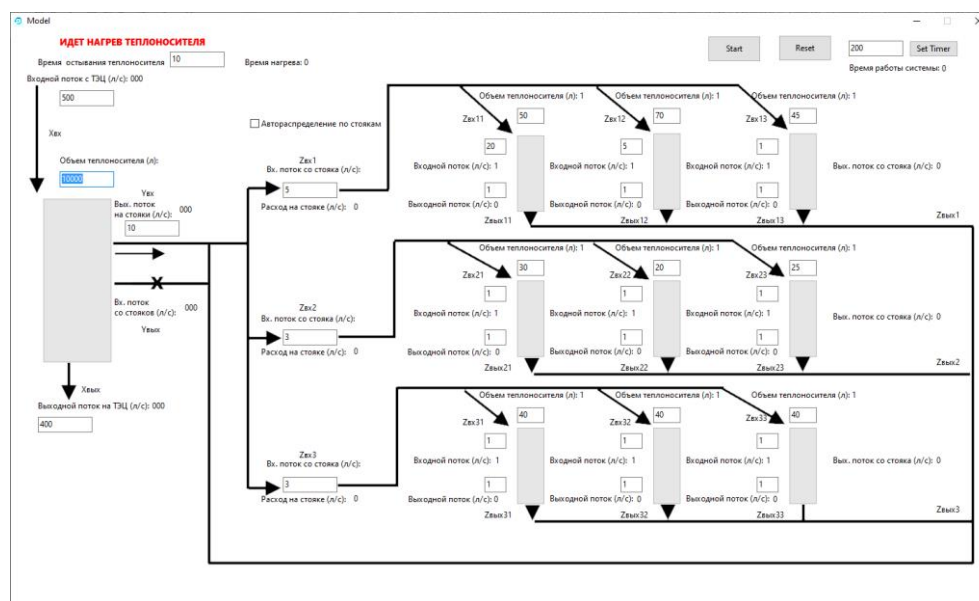 Model
ИДЕТ НАГРЕВ ТЕПЛОНОСИТЕЛЯ
Время остывания теплоносителя 10 Время нагрева: 0
Start Reset 200 Set Timer
Время работы системы: 0
Входной поток с ТЭЦ (л/с): 000
500
Xвх
Объем теплоносителя (л):
10000
Yвх
Вых. поток
на стояки (л/с): 000
10
X
Вх. поток
со стояков (л/с): 000
Yвых
Xвых
Выходной поток на ТЭЦ (л/с): 000
400
Автораспределение по стоякам
Zвх1
Вх. поток со стояка (л/с):
5
Расход на стояке (л/с): 0
Объем теплоносителя (л): 1 Объем теплоносителя (л): 1 Объем теплоносителя (л): 1
Zвх11 50 Zвх12 70 Zвх13 45
20 5 1
Входной поток (л/с): 1 Входной поток (л/с): 1 Входной поток (л/с): 1 Вых. поток со стояка (л/с): 0
1 1 1
Выходной поток (л/с): 0 Выходной поток (л/с): 0 Выходной поток (л/с): 0
Zвых11 Zвых12 Zвых13 Zвых1
Zвх2
Вх. поток со стояка (л/с):
3
Расход на стояке (л/с): 0
Объем теплоносителя (л): 1 Объем теплоносителя (л): 1 Объем теплоносителя (л): 1
Zвх21 30 Zвх22 20 Zвх23 25
1 1 1
Входной поток (л/с): 1 Входной поток (л/с): 1 Входной поток (л/с): 1 Вых. поток со стояка (л/с): 0
1 1 1
Выходной поток (л/с): 0 Выходной поток (л/с): 0 Выходной поток (л/с): 0
Zвых21 Zвых22 Zвых23 Zвых2
Zвх3
Вх. поток со стояка (л/с):
3
Расход на стояке (л/с): 0
Объем теплоносителя (л): 1 Объем теплоносителя (л): 1 Объем теплоносителя (л): 1
Zвх31 40 Zвх32 40 Zвх33 40
1 1 1
Входной поток (л/с): 1 Входной поток (л/с): 1 Входной поток (л/с): 1 Вых. поток со стояка (л/с): 0
1 1 1
Выходной поток (л/с): 0 Выходной поток (л/с): 0 Выходной поток (л/с): 0
Zвых31 Zвых32 Zвых33 Zвых3